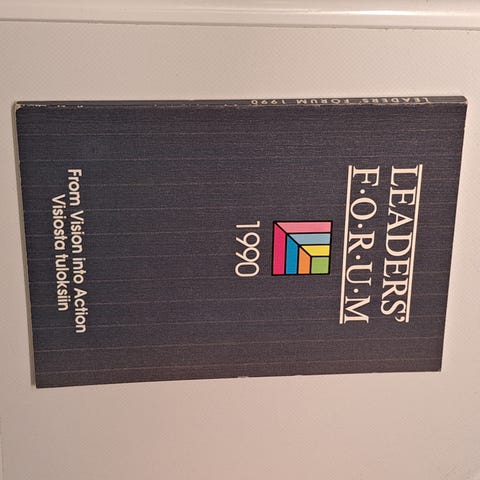 LEADERS'
F·O·R·U·M
1990
From Vision into Action
Visiosta tuloksiin
LEADERS' FORUM 1990